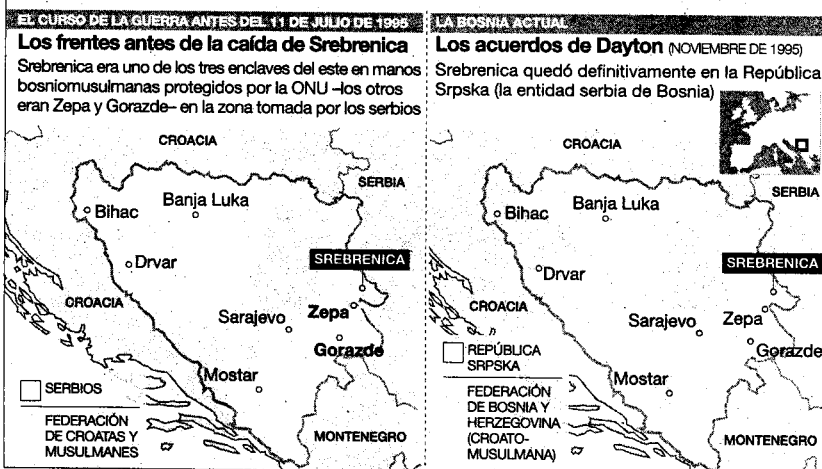 EL CURSO DE LA GUERRA ANTES DEL 11 DE JULIO DE 1995
Los frentes antes de la caída de Srebrenica
Srebrenica era uno de los tres enclaves del este en manos
bosniomusulmanas protegidos por la ONU –los otros
eran Zepa y Gorazde– en la zona tomada por los serbios
CROACIA
SERBIA
Bihac
Banja Luka
Drvar
SREBRENICA
CROACIA
Sarajevo
Zepa
Gorazde
Mostar
SERBIOS
FEDERACIÓN
DE CROATAS Y
MUSULMANES
MONTENEGRO
LA BOSNIA ACTUAL
Los acuerdos de Dayton (NOVIEMBRE DE 1995)
Srebrenica quedó definitivamente en la República
Srpska (la entidad serbia de Bosnia)
CROACIA
SERBIA
Bihac
Banja Luka
Drvar
SREBRENICA
CROACIA
Sarajevo
Zepa
Gorazde
REPÚBLICA
SRPSKA
Mostar
FEDERACIÓN
DE BOSNIA Y
HERZEGOVINA
(CROATO-
MUSULMANA)
MONTENEGRO